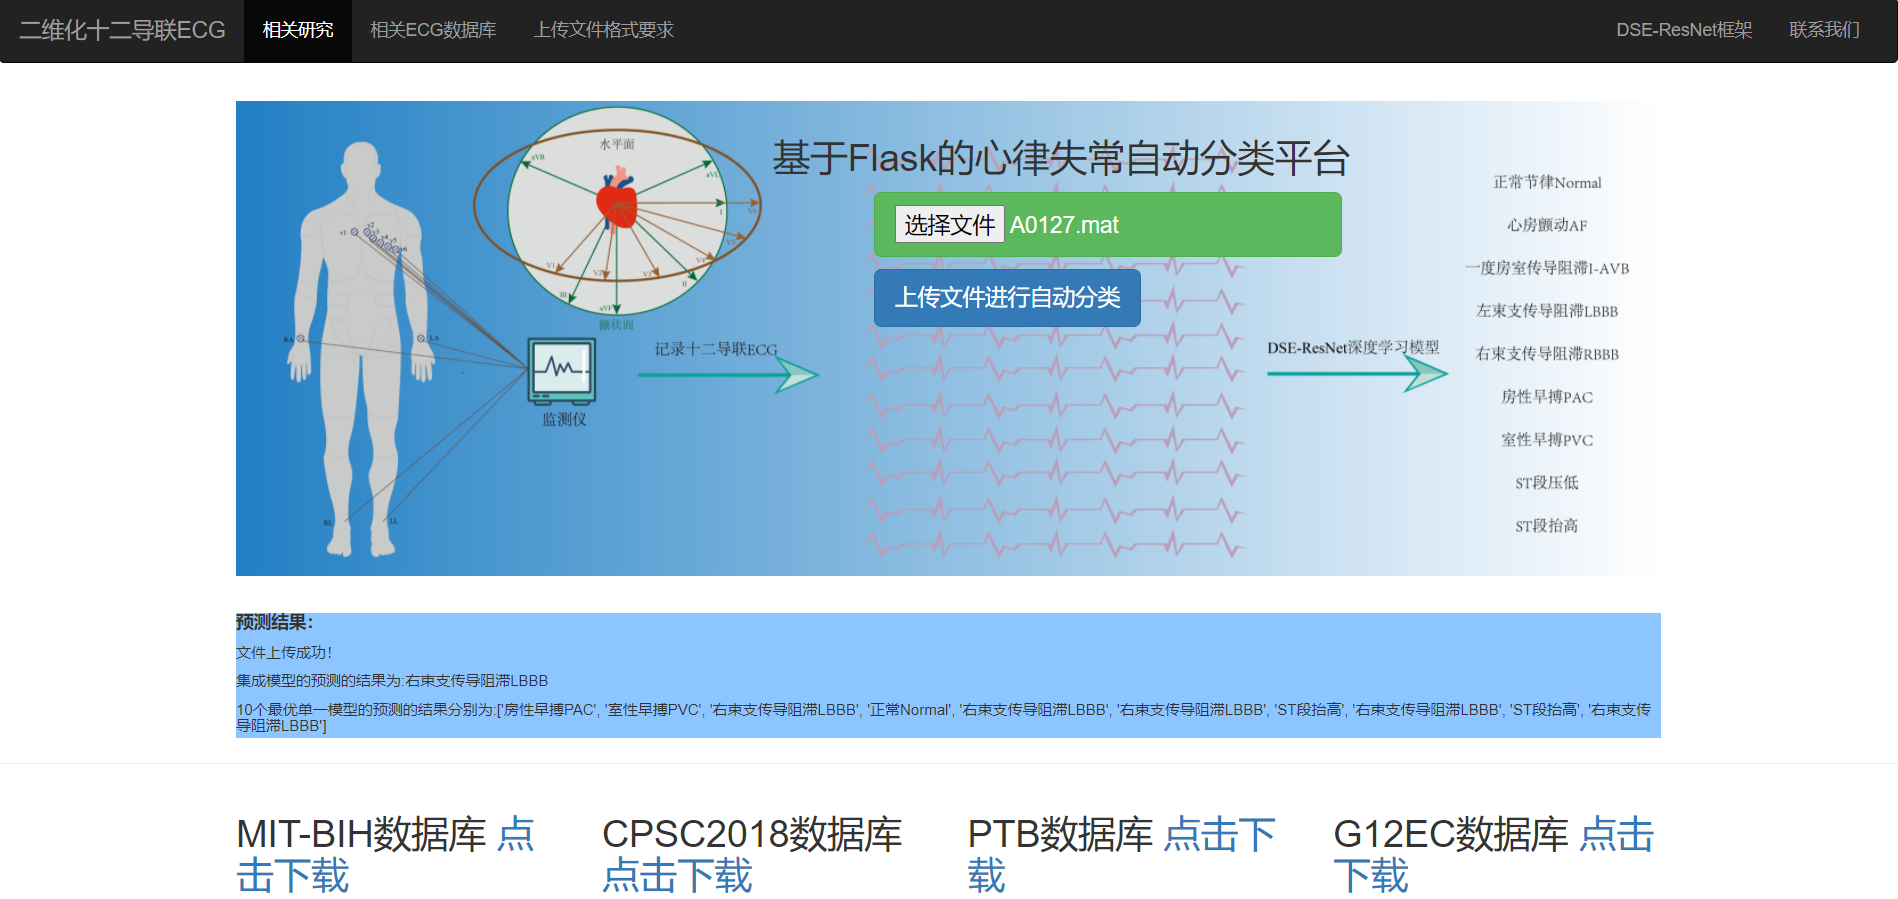 二维化十二导联ECG 相关研究 相关ECG数据库 上传文件格式要求 DSE-ResNet框架 联系我们
基于Flask的心律失常自动分类平台
选择文件 A0127.mat
上传文件进行自动分类
水平面
aVR
aVL
I
V6
V5
V4
V3
V2
V1
II
III
aVF
额状面
v1
v2
v3
v4
v5
v6
RA
LA
RL
LL
监测仪
记录十二导联ECG
DSE-ResNet深度学习模型
正常节律Normal
心房颤动AF
一度房室传导阻滞I-AVB
左束支传导阻滞LBBB
右束支传导阻滞RBBB
房性早搏PAC
室性早搏PVC
ST段压低
ST段抬高
预测结果：
文件上传成功！
集成模型的预测的结果为:右束支传导阻滞LBBB
10个最优单一模型的预测的结果分别为:['房性早搏PAC', '室性早搏PVC', '右束支传导阻滞LBBB', '正常Normal', '右束支传导阻滞LBBB', '右束支传导阻滞LBBB', 'ST段抬高', '右束支传导阻滞LBBB', 'ST段抬高', '右束支传
导阻滞LBBB']
MIT-BIH数据库 点
击下载
CPSC2018数据库
点击下载
PTB数据库 点击下
载
G12EC数据库 点击
下载